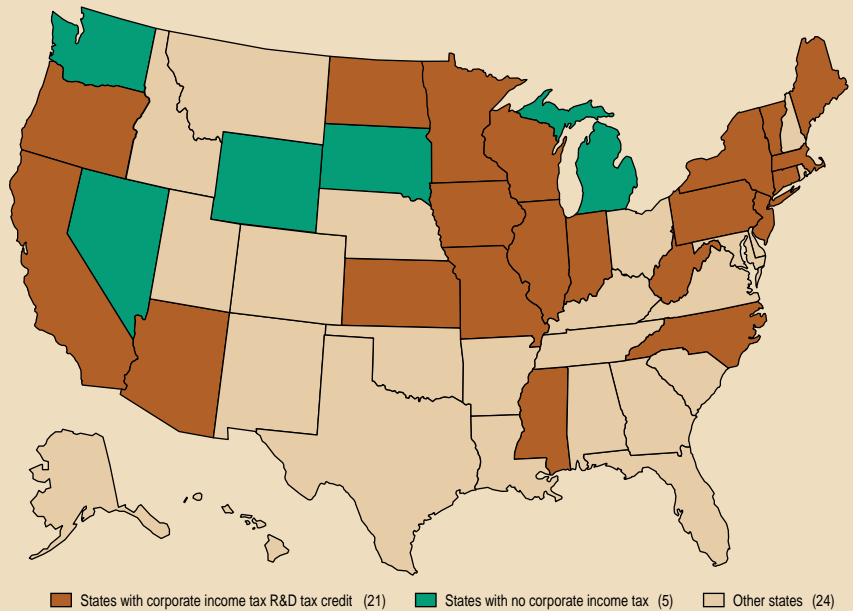 States with corporate income tax R&D tax credit (21) States with no corporate income tax (5) Other states (24)